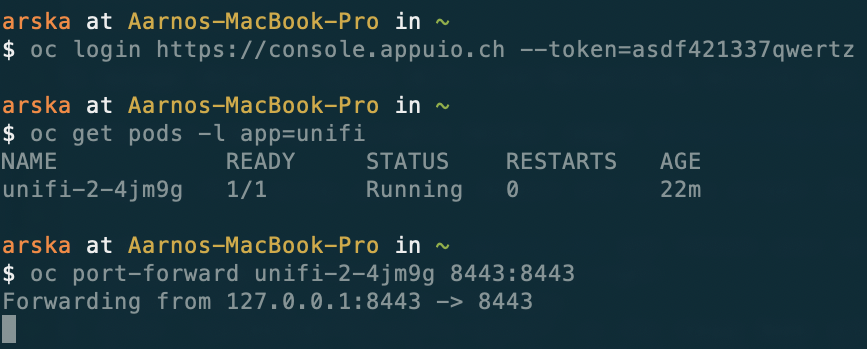 arska at Aarnos-MacBook-Pro in ~
$ oc login https://console.appuio.ch --token=asdf421337qwertz
arska at Aarnos-MacBook-Pro in ~
$ oc get pods -l app=unifi
NAME READY STATUS RESTARTS AGE
unifi-2-4jm9g 1/1 Running 0 22m
arska at Aarnos-MacBook-Pro in ~
$ oc port-forward unifi-2-4jm9g 8443:8443
Forwarding from 127.0.0.1:8443 -> 8443